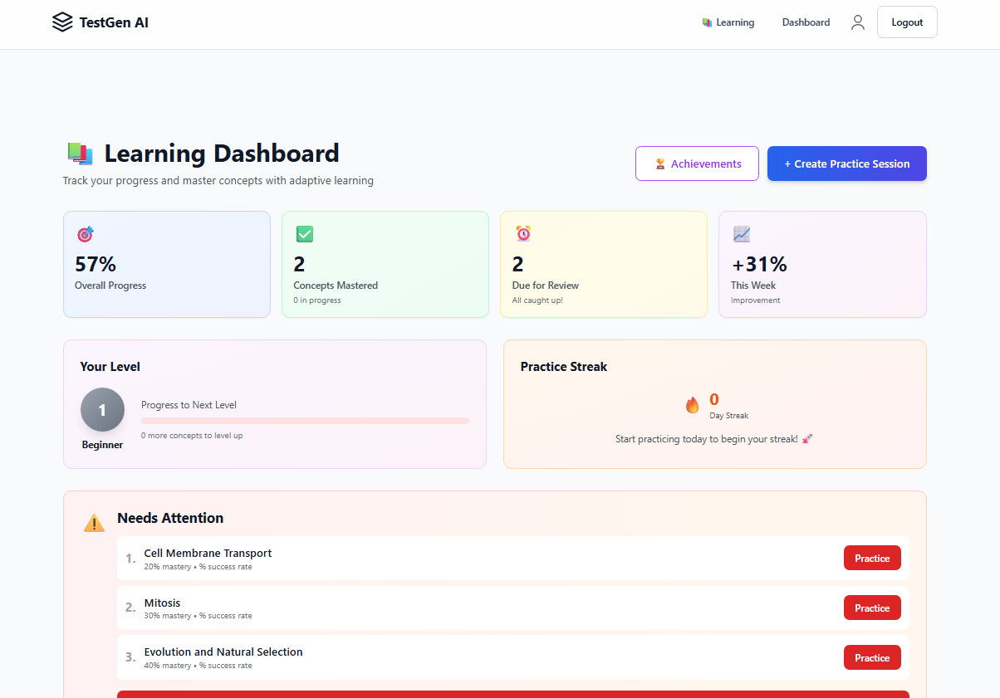 TestGen AI
Learning
Dashboard
Logout
Learning Dashboard
Track your progress and master concepts with adaptive learning
Achievements
+ Create Practice Session
57%
Overall Progress
2
Concepts Mastered
0 in progress
2
Due for Review
All caught up!
+31%
This Week
Improvement
Your Level
1
Beginner
Progress to Next Level
0 more concepts to level up
Practice Streak
0
Day Streak
Start practicing today to begin your streak! 🚀
Needs Attention
1. Cell Membrane Transport
20% mastery • % success rate
Practice
2. Mitosis
30% mastery • % success rate
Practice
3. Evolution and Natural Selection
40% mastery • % success rate
Practice